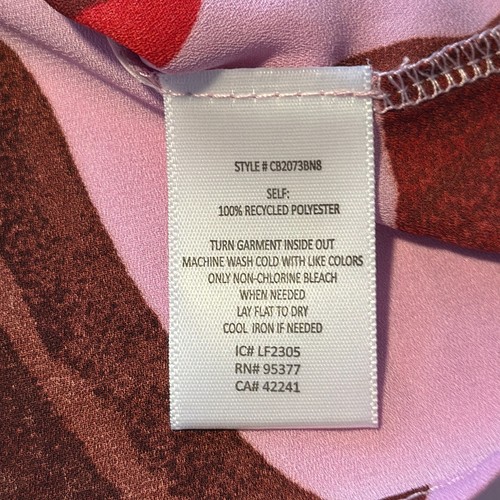 STYLE # CB2073BN8
SELF:
100% RECYCLED POLYESTER
TURN GARMENT INSIDE OUT
MACHINE WASH COLD WITH LIKE COLORS
ONLY NON-CHLORINE BLEACH
WHEN NEEDED
LAY FLAT TO DRY
COOL IRON IF NEEDED
IC# LF2305
RN# 95377
CA# 42241